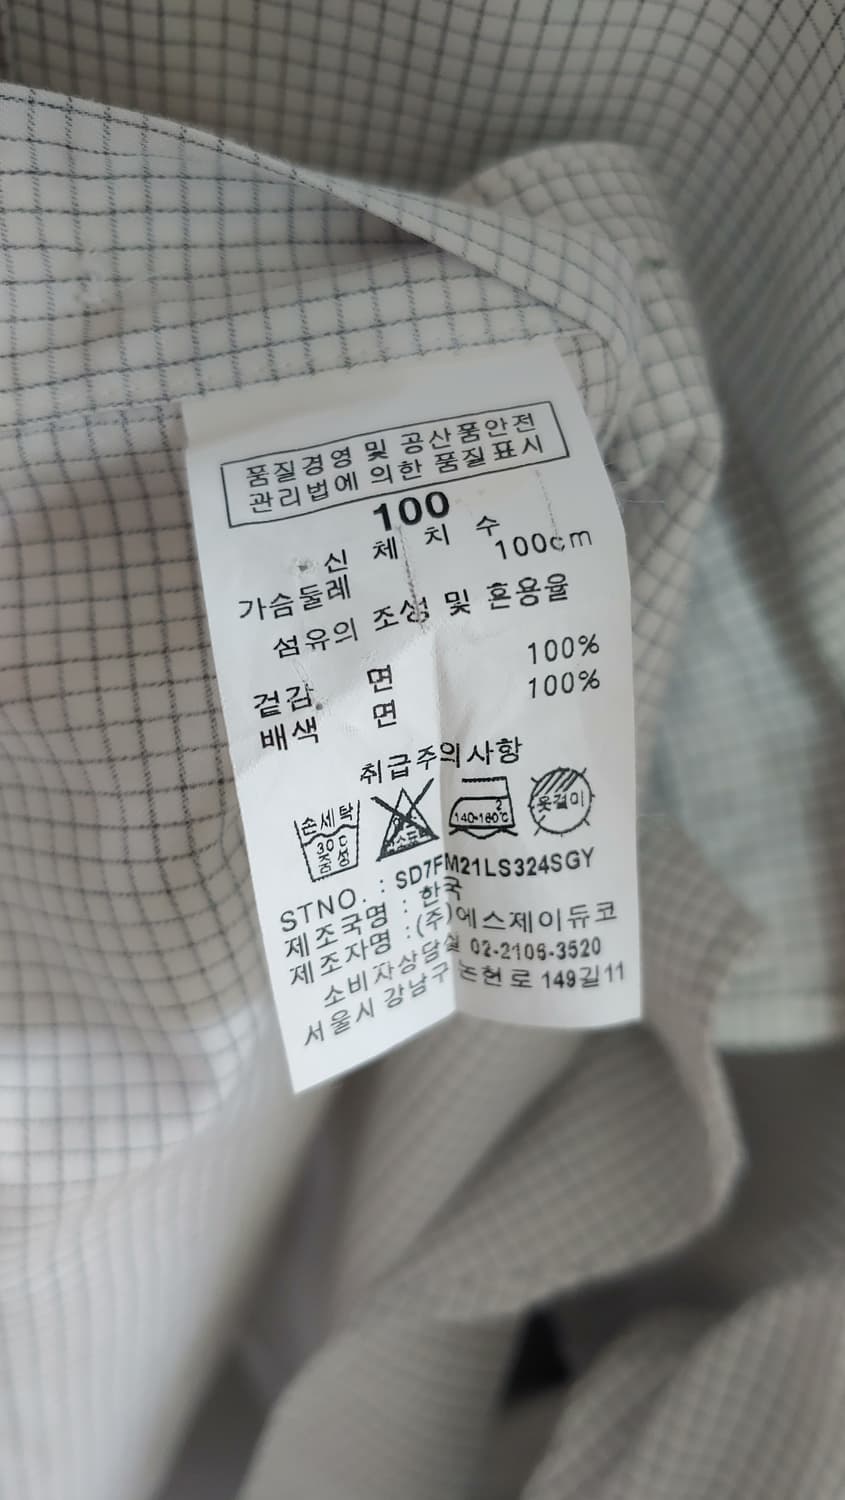 품질경영 및 공산품안전
관리법에 의한 품질표시
100
신 체 치 수
가슴둘레 100cm
섬유의 조성 및 혼용율
겉감 면 100%
배색 면 100%
취급주의사항
손세탁
30℃
중성
2
140~160℃
옷걸이
STNO. : SD7FM21LS324SGY
제조국명 : 한국
제조자명 : (주)에스제이듀코
소비자상담실 02-2106-3520
서울시 강남구 논현로 149길11